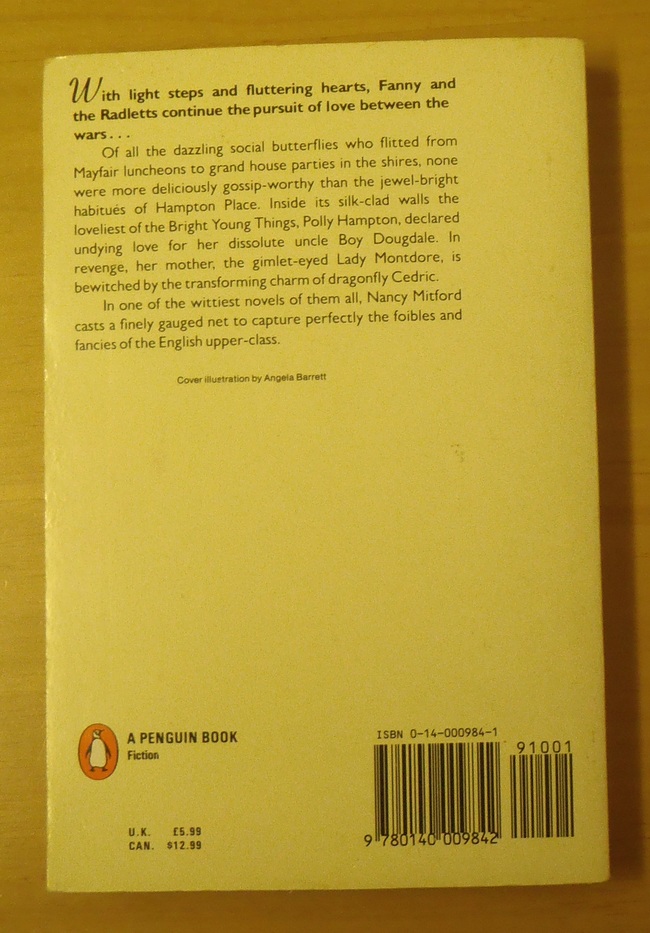 With light steps and fluttering hearts, Fanny and
the Radletts continue the pursuit of love between the
wars...
Of all the dazzling social butterflies who flitted from
Mayfair luncheons to grand house parties in the shires, none
were more deliciously gossip-worthy than the jewel-bright
habitués of Hampton Place. Inside its silk-clad walls the
loveliest of the Bright Young Things, Polly Hampton, declared
undying love for her dissolute uncle Boy Dougdale. In
revenge, her mother, the gimlet-eyed Lady Montdore, is
bewitched by the transforming charm of dragonfly Cedric.
In one of the wittiest novels of them all, Nancy Mitford
casts a finely gauged net to capture perfectly the foibles and
fancies of the English upper-class.
Cover illustration by Angela Barrett
A PENGUIN BOOK
Fiction
U.K. £5.99
CAN. $12.99
ISBN 0-14-000984-1
91001
9 780140 009842